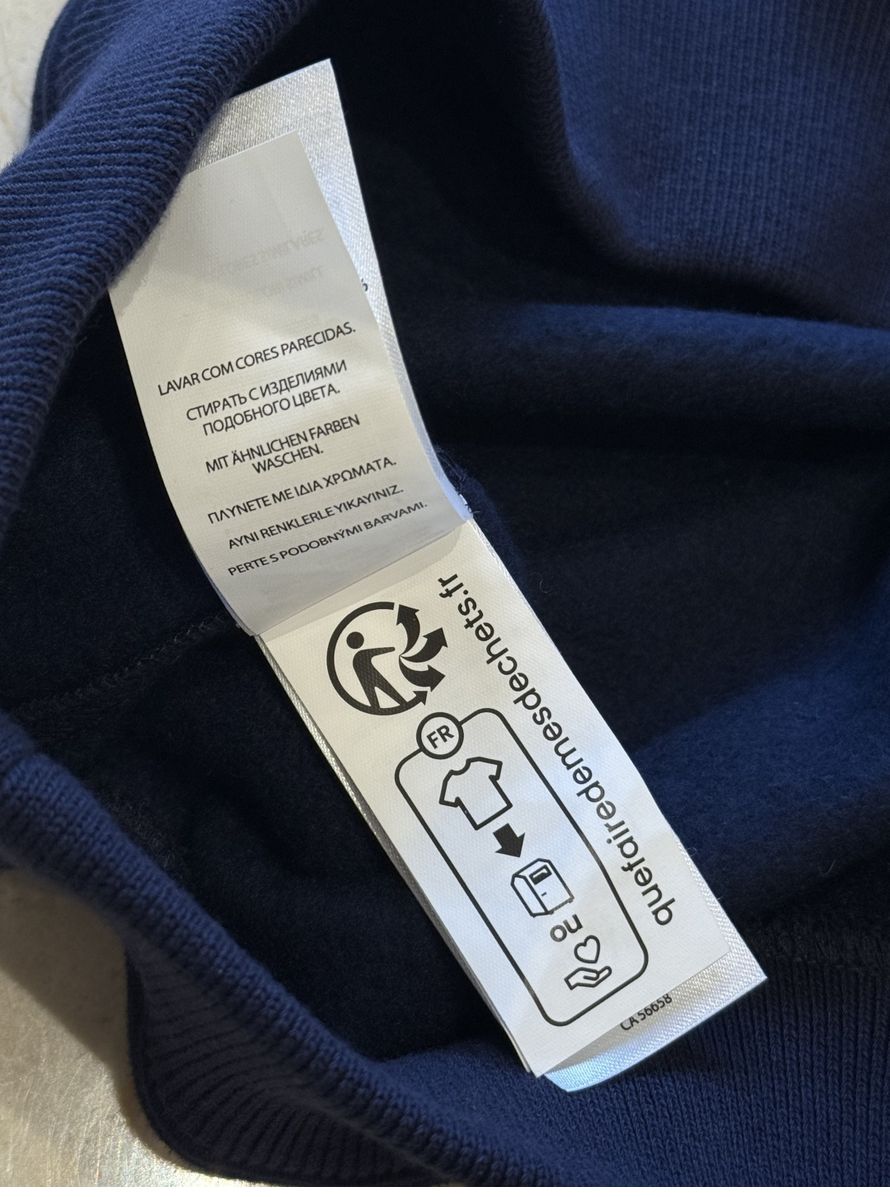 LAVAR COM CORES PARECIDAS.
СТИРАТЬ С ИЗДЕЛИЯМИ
ПОДОБНОГО ЦВЕТА.
MIT ÄHNLICHEN FARBEN
WASCHEN.
ΠΛΥΝΕΤΕ ΜΕ ΙΔΙΑ ΧΡΩΜΑΤΑ.
AYNI RENKLERLE YIKAYINIZ.
PERTE S PODOBNÝMI BARVAMI.
quefairedemesdechets.fr
FR
OU
CA 56658